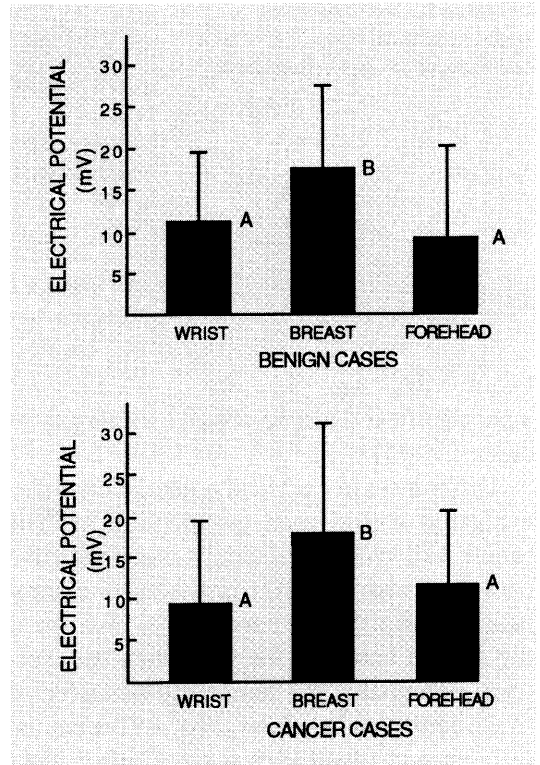 ELECTRICAL POTENTIAL
(mV)
30
25
20
15
10
5
A
B
A
WRIST BREAST FOREHEAD
BENIGN CASES
ELECTRICAL POTENTIAL
(mV)
30
25
20
15
10
5
A
B
A
WRIST BREAST FOREHEAD
CANCER CASES